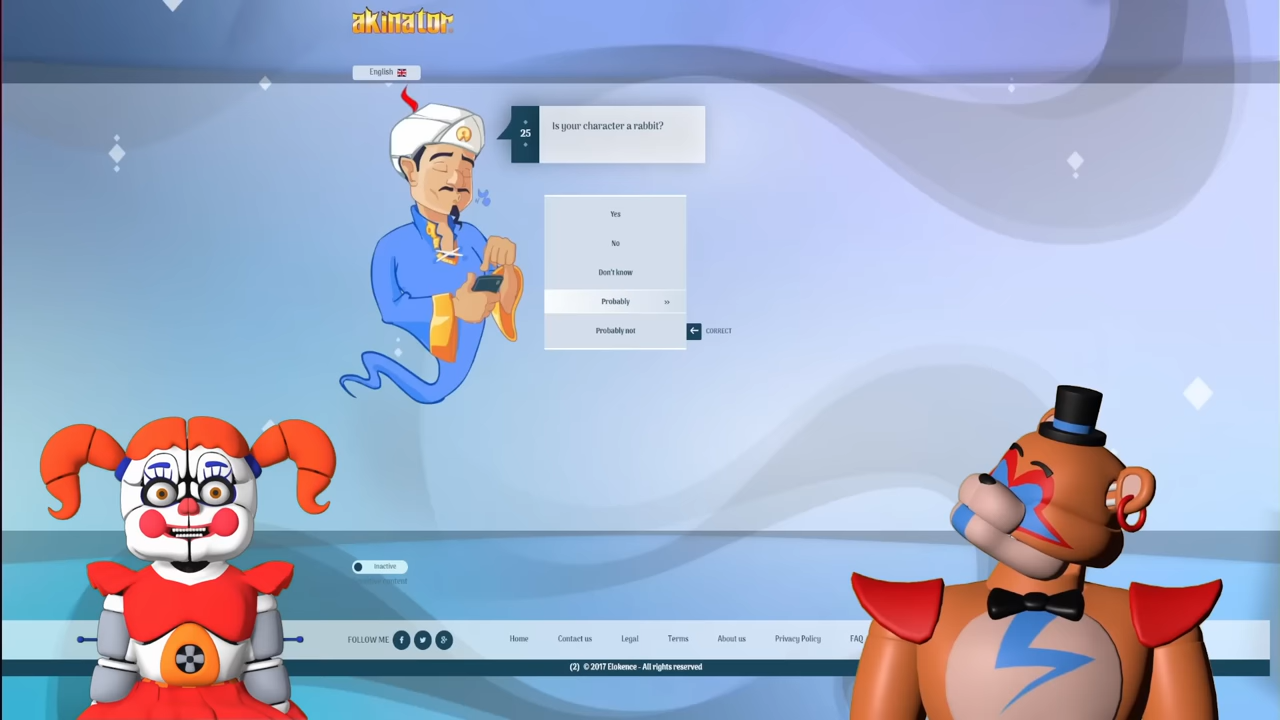 akinator
English
25
Is your character a rabbit?
Yes
No
Don't know
Probably »
Probably not
CORRECT
Inactive
FOLLOW ME
Home Contact us Legal Terms About us Privacy Policy FAQ
(2) © 2017 Elokence - All rights reserved